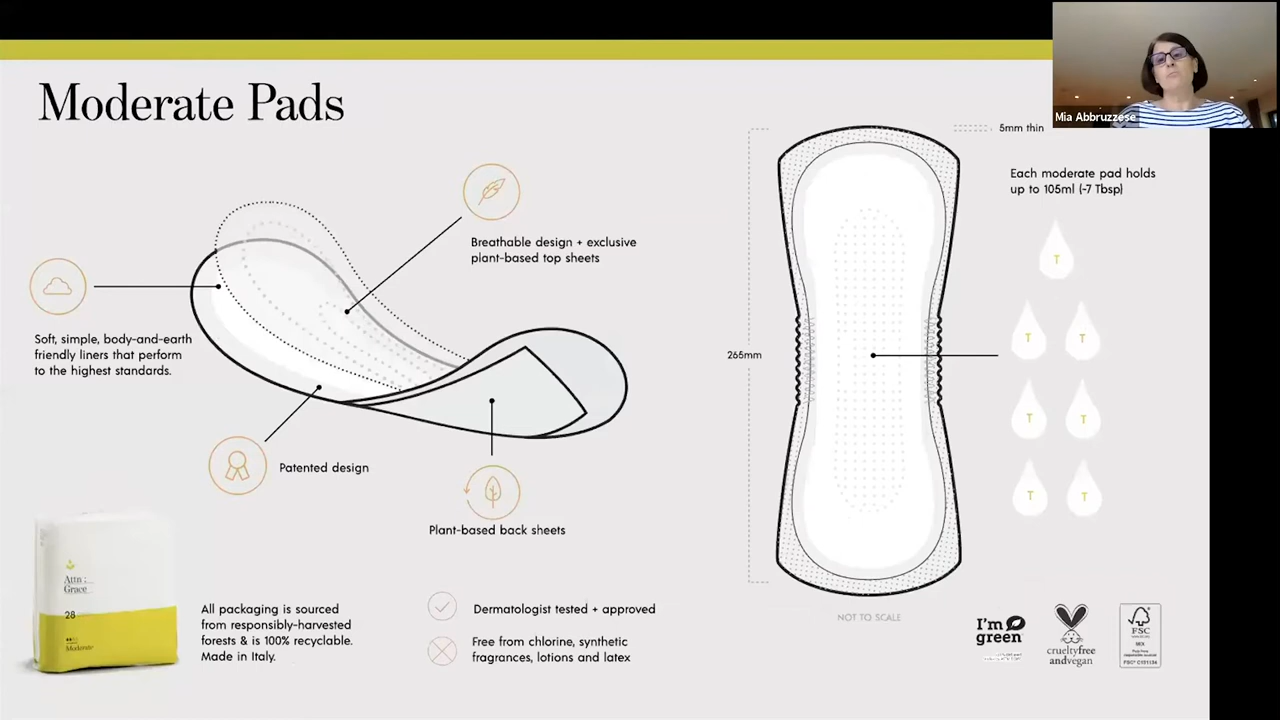 Moderate Pads
Mia Abbruzzese
5mm thin
Each moderate pad holds
up to 105ml (~7 Tbsp)
T
T
T
T
T
T
T
Breathable design + exclusive
plant-based top sheets
Soft, simple, body-and-earth
friendly liners that perform
to the highest standards.
265mm
Patented design
Plant-based back sheets
Attn:
Grace
28
Moderate
All packaging is sourced
from responsibly-harvested
forests & is 100% recyclable.
Made in Italy.
Dermatologist tested + approved
Free from chlorine, synthetic
fragrances, lotions and latex
NOT TO SCALE
I'm
green
crueltyfree
andvegan
FSC
MIX